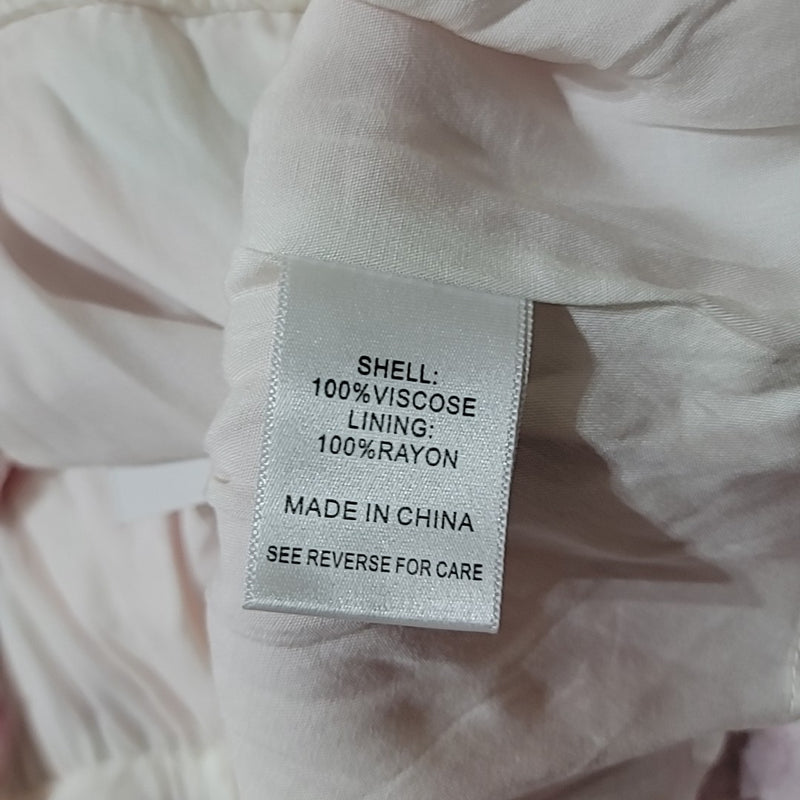 SHELL:
100%VISCOSE
LINING:
100%RAYON
MADE IN CHINA
SEE REVERSE FOR CARE